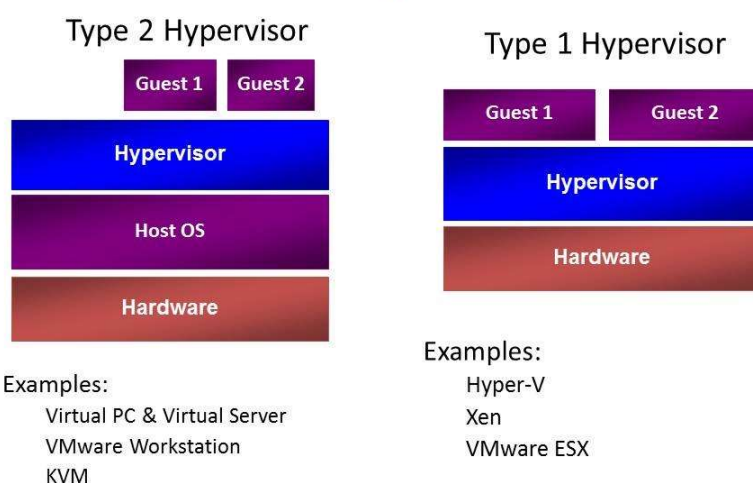 Type 2 Hypervisor
Guest 1 Guest 2
Hypervisor
Host OS
Hardware
Examples:
Virtual PC & Virtual Server
VMware Workstation
KVM
Type 1 Hypervisor
Guest 1 Guest 2
Hypervisor
Hardware
Examples:
Hyper-V
Xen
VMware ESX